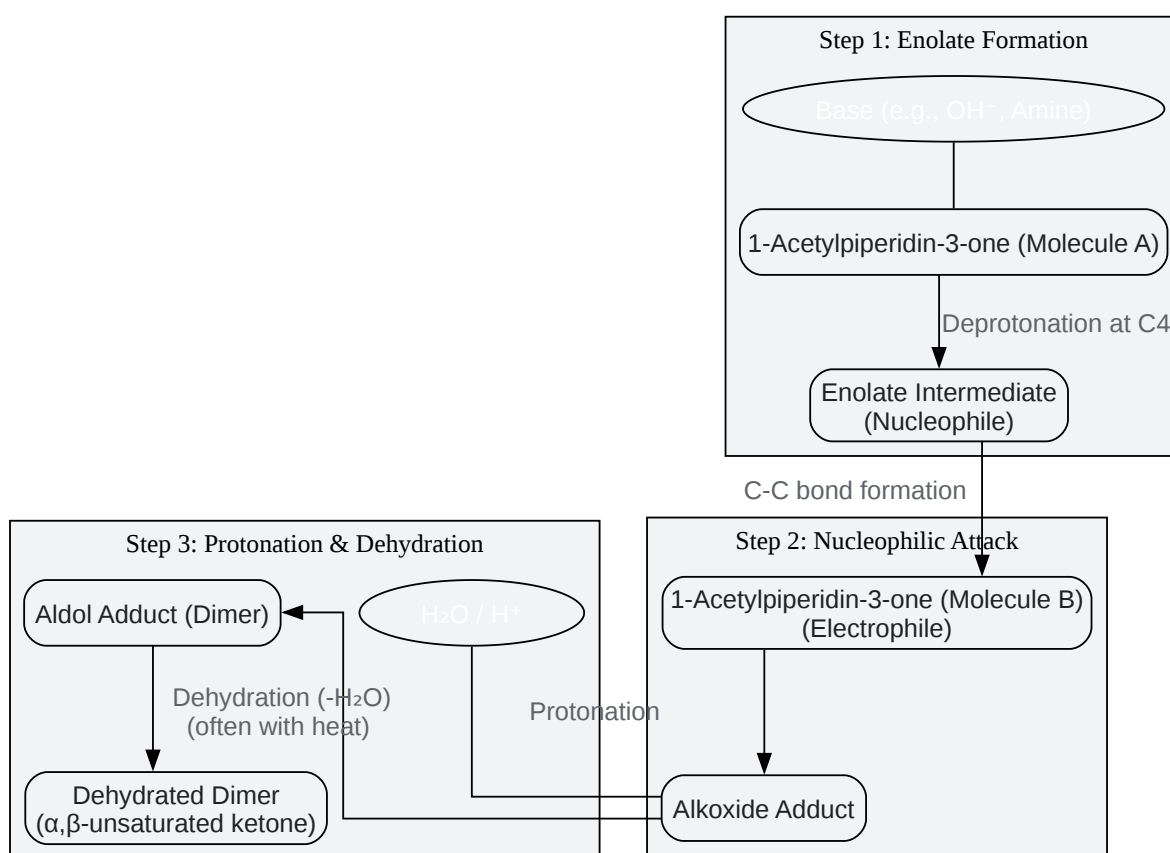 Step 1: Enolate Formation
Base (e.g., OH⁻, Amine)
1-Acetylpiperidin-3-one (Molecule A)
Deprotonation at C4
Enolate Intermediate
(Nucleophile)
C-C bond formation
Step 2: Nucleophilic Attack
1-Acetylpiperidin-3-one (Molecule B)
(Electrophile)
Protonation
Alkoxide Adduct
Step 3: Protonation & Dehydration
Aldol Adduct (Dimer)
H₂O / H⁺
Dehydration (-H₂O)
(often with heat)
Dehydrated Dimer
(α,β-unsaturated ketone)